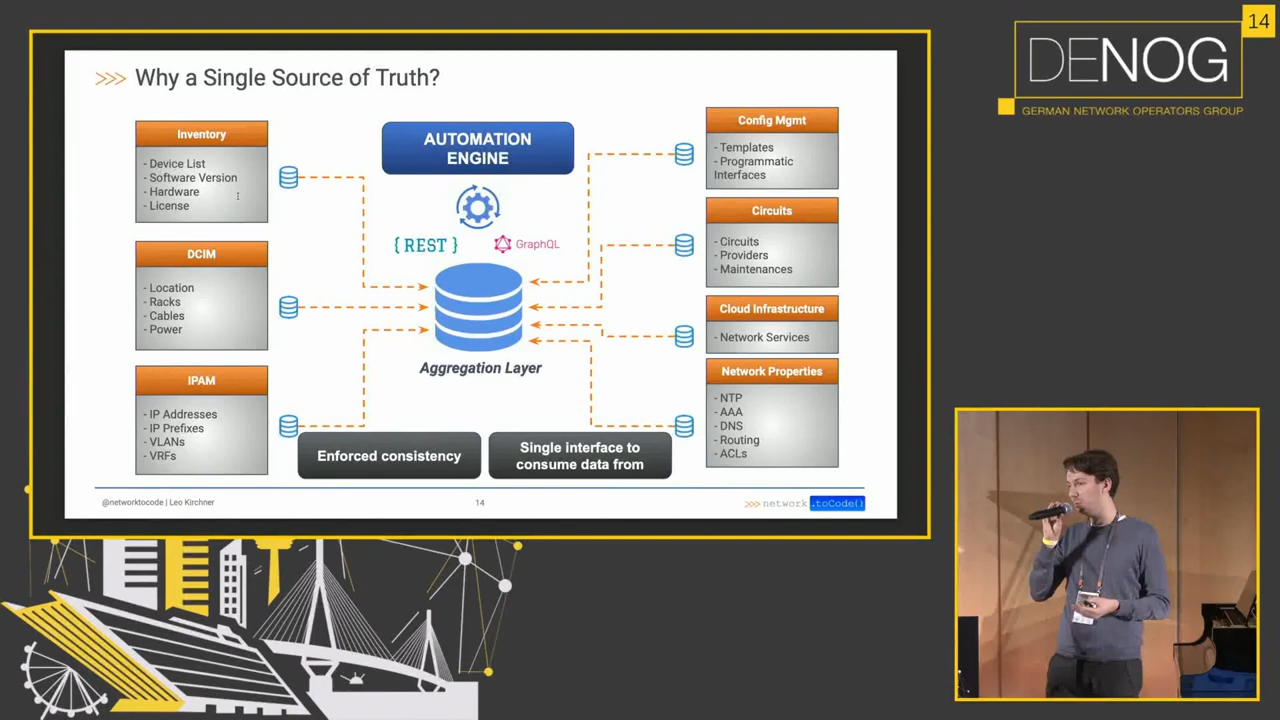 14
DENOG
GERMAN NETWORK OPERATORS GROUP
>>> Why a Single Source of Truth?
Inventory
- Device List
- Software Version
- Hardware
- License
DCIM
- Location
- Racks
- Cables
- Power
IPAM
- IP Addresses
- IP Prefixes
- VLANs
- VRFs
AUTOMATION
ENGINE
{ REST }
GraphQL
Aggregation Layer
Enforced consistency
Single interface to
consume data from
Config Mgmt
- Templates
- Programmatic
Interfaces
Circuits
- Circuits
- Providers
- Maintenances
Cloud Infrastructure
- Network Services
Network Properties
- NTP
- AAA
- DNS
- Routing
- ACLs
@networktocode | Leo Kirchner
14
>>> network .toCode()